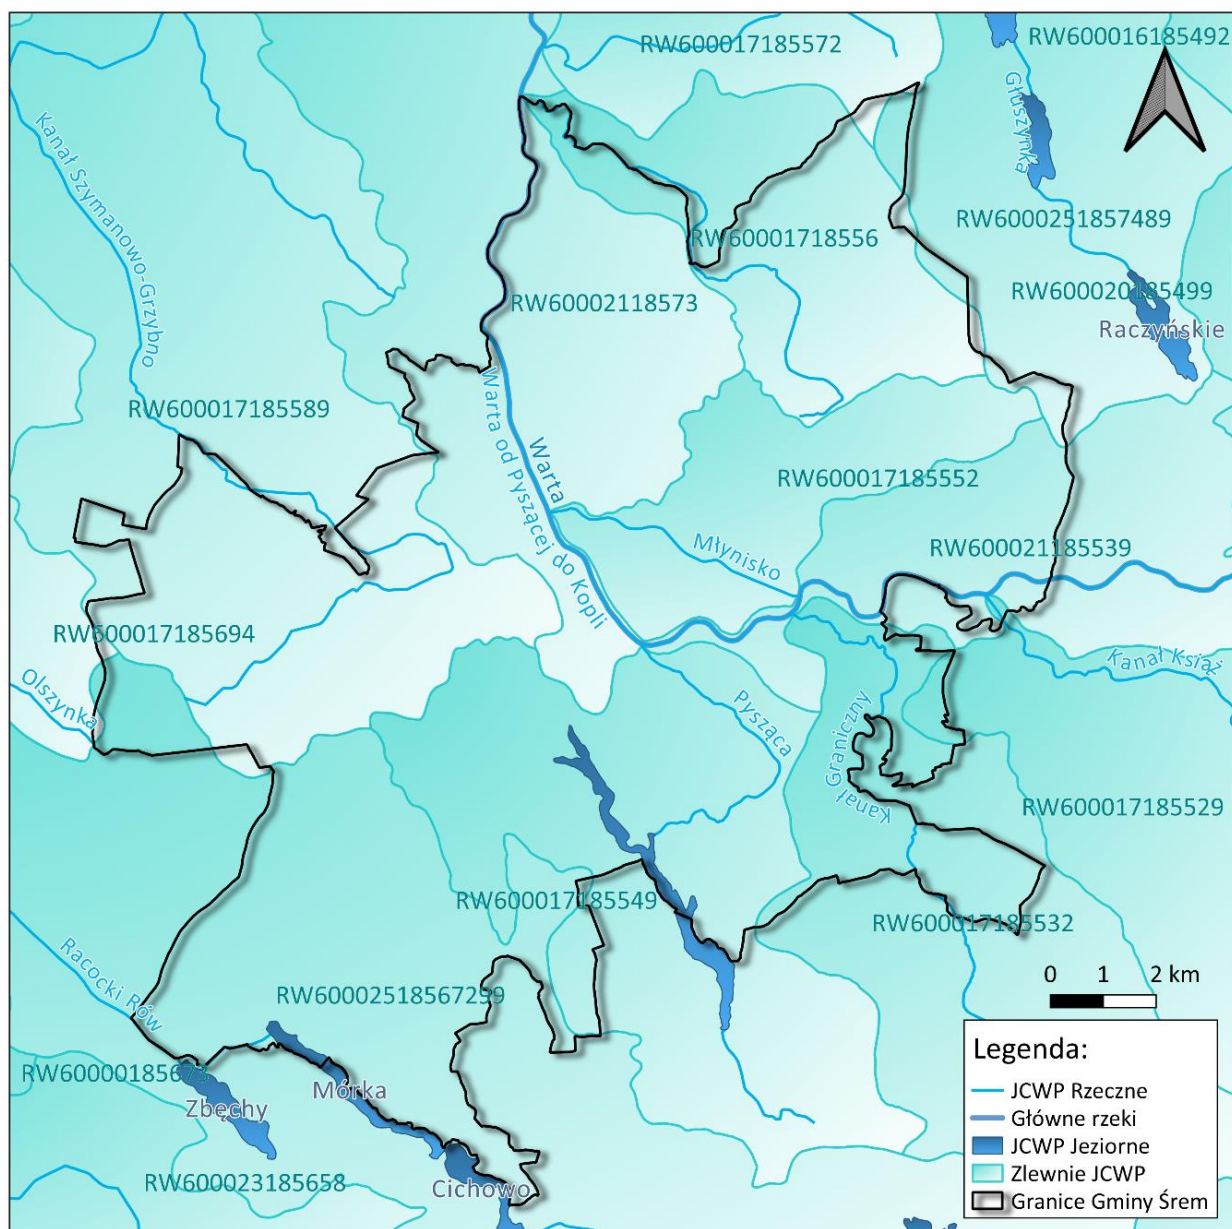 RW600017185572
RW600016185492
Głuszynka
Kanał Szymanowo-Grzybno
RW6000251857489
RW60001718556
RW600020185499
RW60002118573
Raczyńskie
RW600017185589
Warta od Pyszącej do Kopli
Warta
RW600017185552
Młynisko
RW600021185539
RW600017185694
Kanał Książ
Olszynka
Pysząca
Kanał Graniczny
RW600017185529
RW600017185549
RW600017185532
Racocki Rów
RW60002518567299
RW60000185673
Zbęchy
Mórka
RW600023185658
Cichowo
0 1 2 km
Legenda:
JCWP Rzeczne
Główne rzeki
JCWP Jeziorne
Zlewnie JCWP
Granice Gminy Śrem